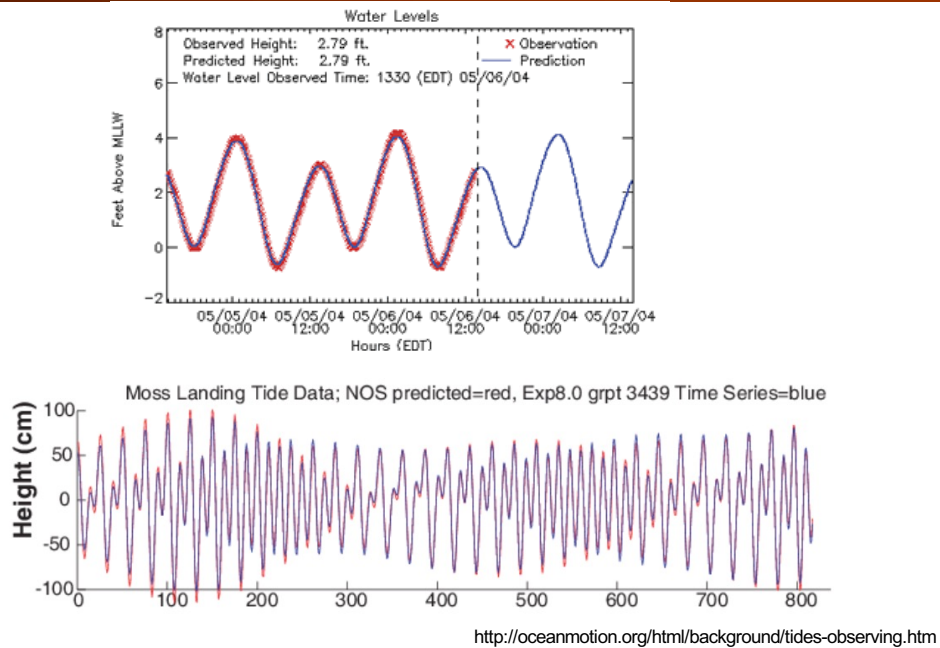 Water Levels
Observed Height: 2.79 ft.
Predicted Height: 2.79 ft.
Water Level Observed Time: 1330 (EDT) 05/06/04
X Observation
Prediction
8
6
4
2
0
-2
Feet Above MLLW
05/05/04 05/05/04 05/06/04 05/06/04 05/07/04 05/07/04
00:00 12:00 00:00 12:00 00:00 12:00
Hours (EDT)
Moss Landing Tide Data; NOS predicted=red, Exp8.0 grpt 3439 Time Series=blue
Height (cm)
100
50
0
-50
-100
0 100 200 300 400 500 600 700 800
http://oceanmotion.org/html/background/tides-observing.htm